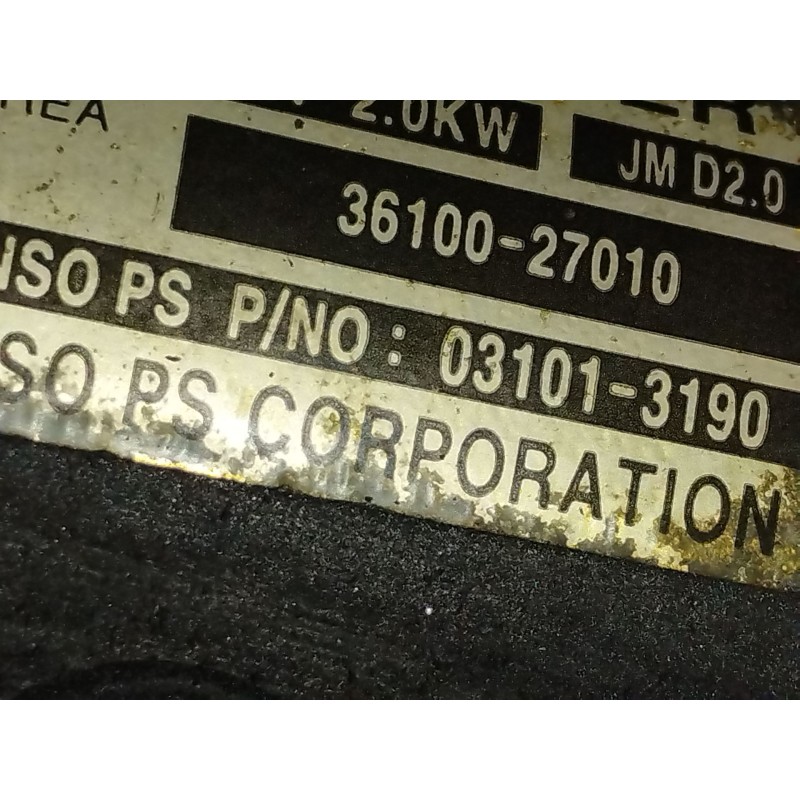 2.0KW
JM D2.0
36100-27010
PS P/NO: 03101-3190
PS CORPORATION